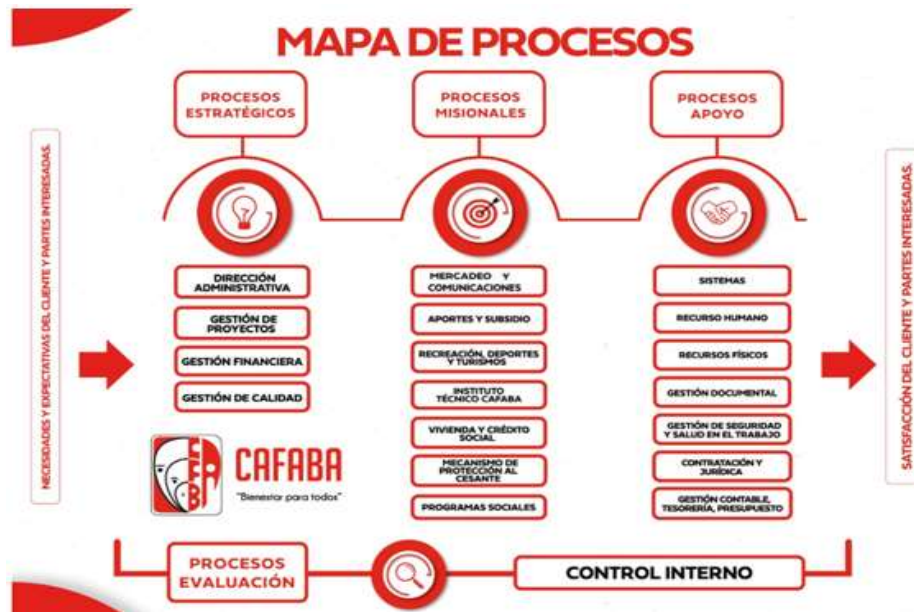 MAPA DE PROCESOS
NECESIDADES Y EXPECTATIVAS DEL CLIENTE Y PARTES INTERESADAS.
PROCESOS
ESTRATÉGICOS
DIRECCIÓN
ADMINISTRATIVA
GESTIÓN DE
PROYECTOS
GESTIÓN FINANCIERA
GESTIÓN DE CALIDAD
CAFABA
"Bienestar para todos"
PROCESOS
MISIONALES
MERCADEO Y
COMUNICACIONES
APORTES Y SUBSIDIO
RECREACIÓN, DEPORTES
Y TURISMOS
INSTITUTO
TÉCNICO CAFABA
VIVIENDA Y CRÉDITO
SOCIAL
MECANISMO DE
PROTECCIÓN AL
CESANTE
PROGRAMAS SOCIALES
PROCESOS
APOYO
SISTEMAS
RECURSO HUMANO
RECURSOS FÍSICOS
GESTIÓN DOCUMENTAL
GESTIÓN DE SEGURIDAD
Y SALUD EN EL TRABAJO
CONTRATACIÓN Y
JURÍDICA
GESTIÓN CONTABLE,
TESORERÍA, PRESUPUESTO
SATISFACCIÓN DEL CLIENTE Y PARTES INTERESADAS.
PROCESOS
EVALUACIÓN
CONTROL INTERNO